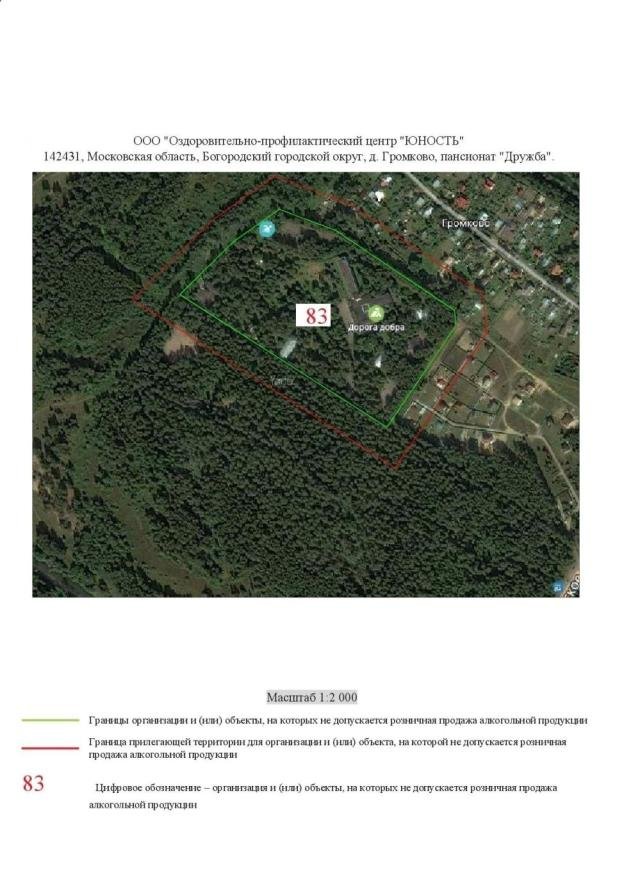 ООО "Оздоровительно-профилактический центр "ЮНОСТЬ"
142431, Московская область, Богородский городской округ, д. Громково, пансионат "Дружба".
Громково
83
Дорога добра
Масштаб 1:2 000
Границы организации и (или) объекты, на которых не допускается розничная продажа алкогольной продукции
Граница прилегающей территории для организации и (или) объекта, на которой не допускается розничная
продажа алкогольной продукции
83
Цифровое обозначение – организация и (или) объекты, на которых не допускается розничная продажа
алкогольной продукции